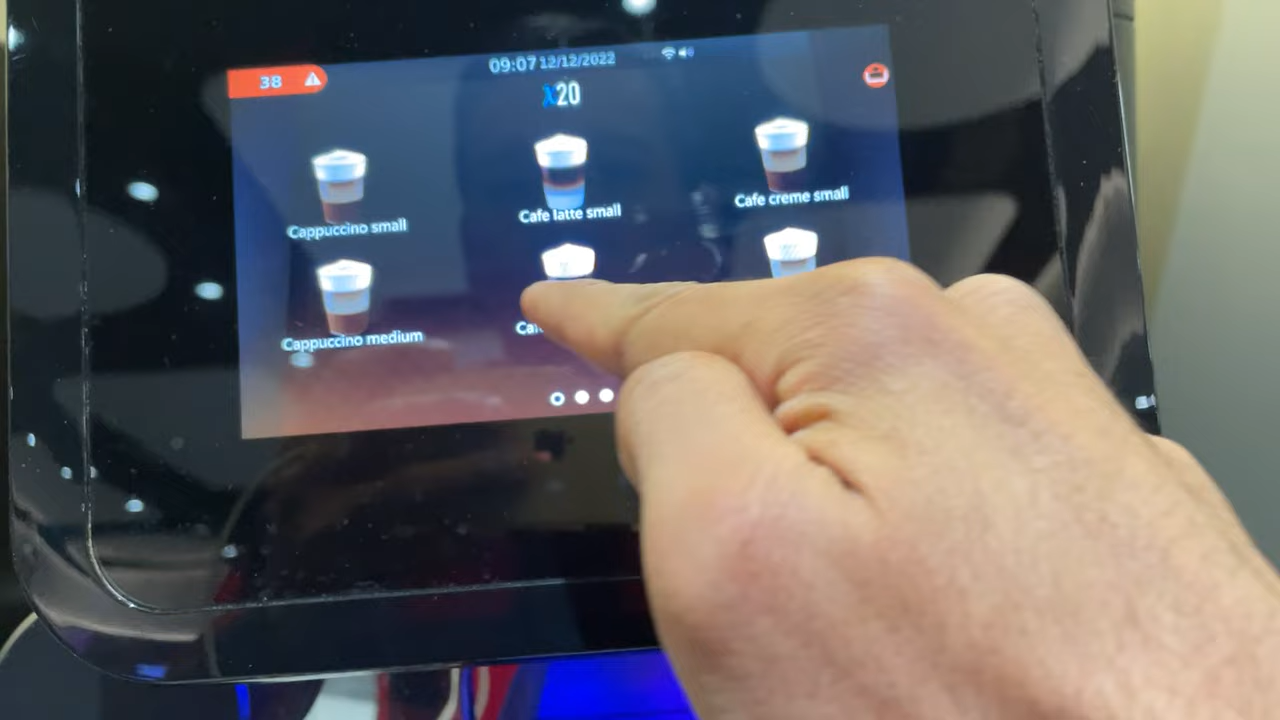 38
09:07 12/12/2022
X20
Cappuccino small
Cafe latte small
Cafe creme small
Cappuccino medium